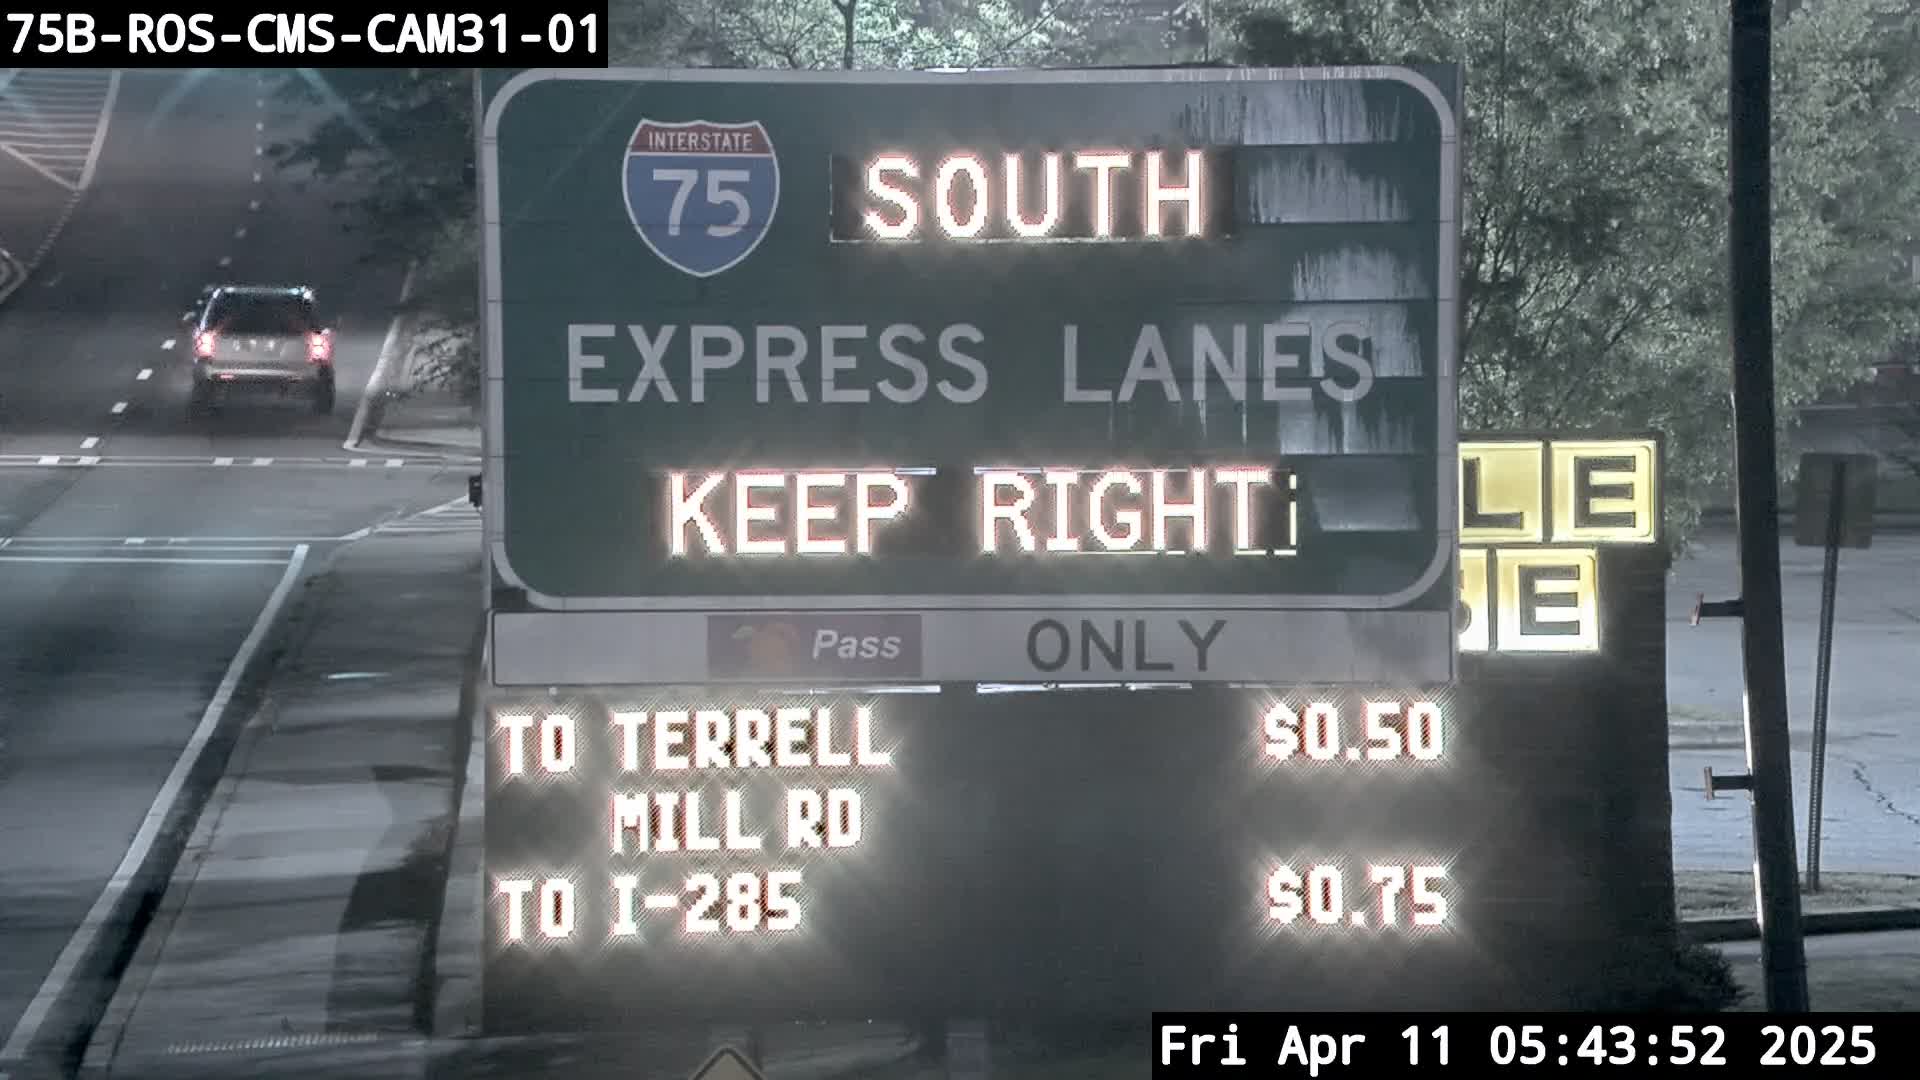 75B-ROS-CMS-CAM31-01
INTERSTATE
75
SOUTH
EXPRESS LANES
KEEP RIGHT
Pass ONLY
TO TERRELL $0.50
MILL RD
TO I-285 $0.75
LE
E
Fri Apr 11 05:43:52 2025